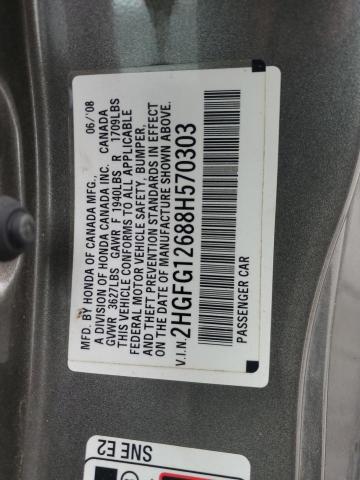 MFD. BY HONDA OF CANADA MFG., 06/'08
A DIVISION OF HONDA CANADA INC. CANADA
GVWR 3627LBS GAWR F 1940LBS R 1709LBS
THIS VEHICLE CONFORMS TO ALL APPLICABLE
FEDERAL MOTOR VEHICLE SAFETY, BUMPER,
AND THEFT PREVENTION STANDARDS IN EFFECT
ON THE DATE OF MANUFACTURE SHOWN ABOVE.
V.I.N. 2HGFG12688H570303
PASSENGER CAR
SNE E2